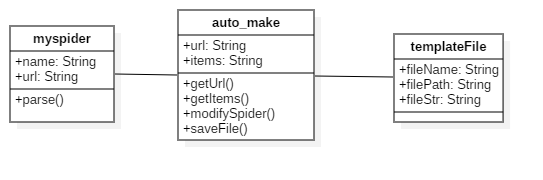 myspider
+name: String
+url: String
+parse()
auto_make
+url: String
+items: String
+getUrl()
+getItems()
+modifySpider()
+saveFile()
templateFile
+fileName: String
+filePath: String
+fileStr: String